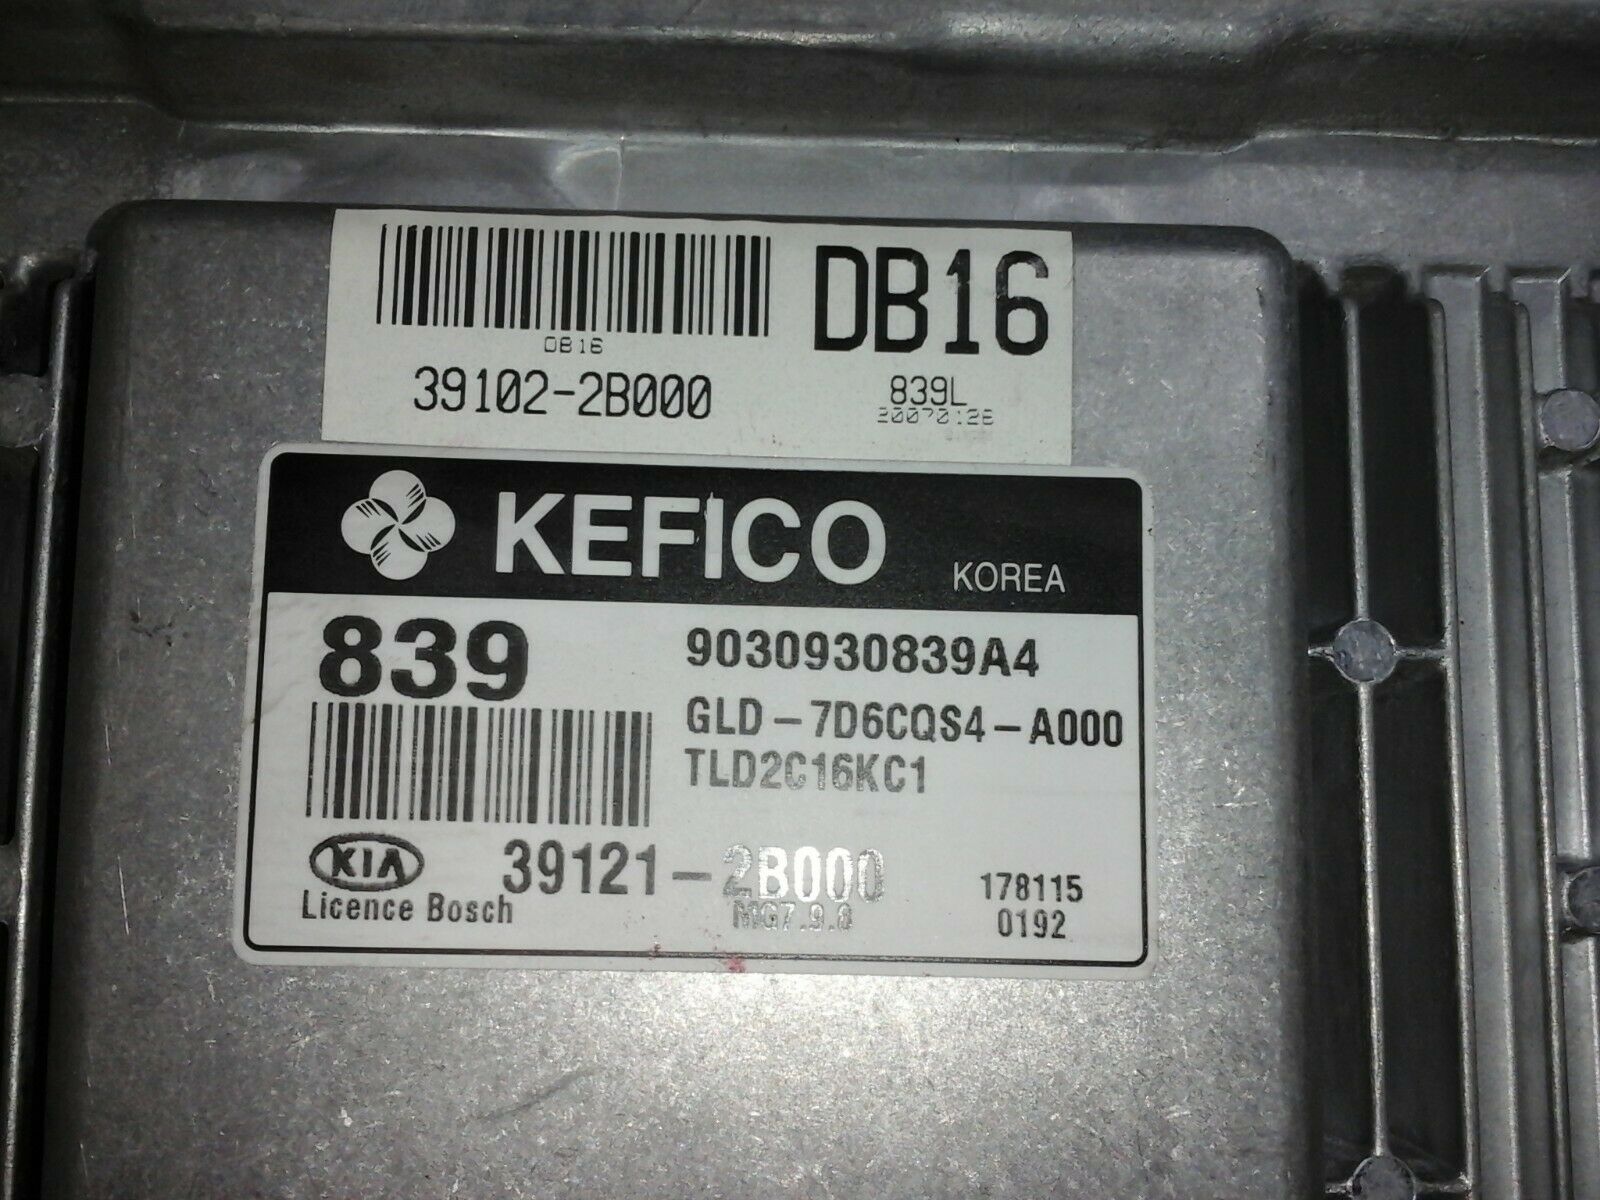 DB16
DB16
39102-2B000
839L
20070128
KEFICO
KOREA
839
9030930839A4
GLD-7D6CQS4-A000
TLD2C16KC1
KIA
39121-2B000
Licence Bosch
MG7.9.8
178115
0192